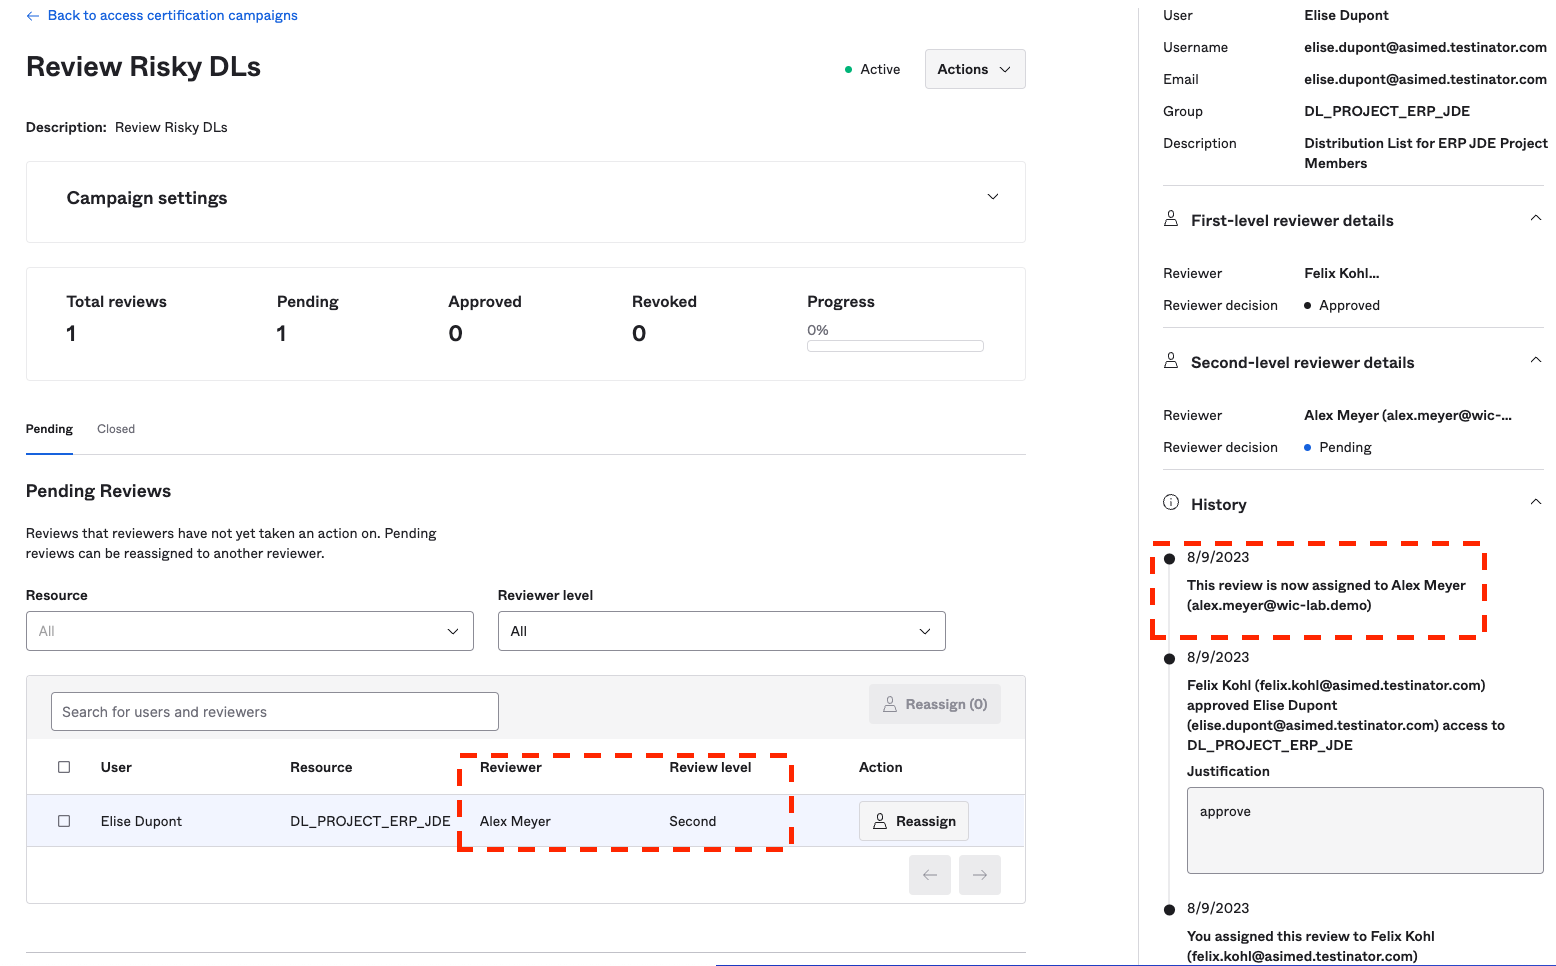 Back to access certification campaigns
Review Risky DLs
Active
Actions
Description: Review Risky DLs
Campaign settings
Total reviews Pending Approved Revoked Progress
1 1 0 0 0%
Pending Closed
Pending Reviews
Reviews that reviewers have not yet taken an action on. Pending
reviews can be reassigned to another reviewer.
Resource Reviewer level
All All
Search for users and reviewers
Reassign (0)
User Resource Reviewer Review level Action
Elise Dupont DL_PROJECT_ERP_JDE Alex Meyer Second Reassign
User Elise Dupont
Username elise.dupont@asimed.testinator.com
Email elise.dupont@asimed.testinator.com
Group DL_PROJECT_ERP_JDE
Description Distribution List for ERP JDE Project
Members
First-level reviewer details
Reviewer Felix Kohl...
Reviewer decision Approved
Second-level reviewer details
Reviewer Alex Meyer (alex.meyer@wic-...
Reviewer decision Pending
History
8/9/2023
This review is now assigned to Alex Meyer
(alex.meyer@wic-lab.demo)
8/9/2023
Felix Kohl (felix.kohl@asimed.testinator.com)
approved Elise Dupont
(elise.dupont@asimed.testinator.com) access to
DL_PROJECT_ERP_JDE
Justification
approve
8/9/2023
You assigned this review to Felix Kohl
(felix.kohl@asimed.testinator.com)